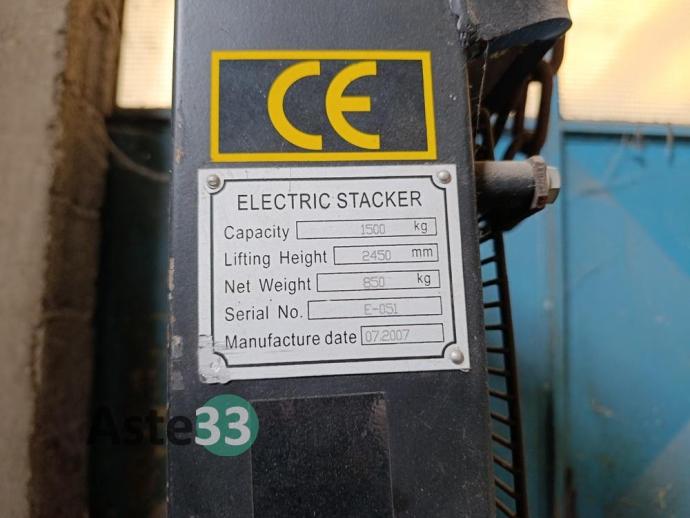 CE
ELECTRIC STACKER
Capacity 1500 kg
Lifting Height 2450 mm
Net Weight 850 kg
Serial No. E-051
Manufacture date 07.2007
Aste33